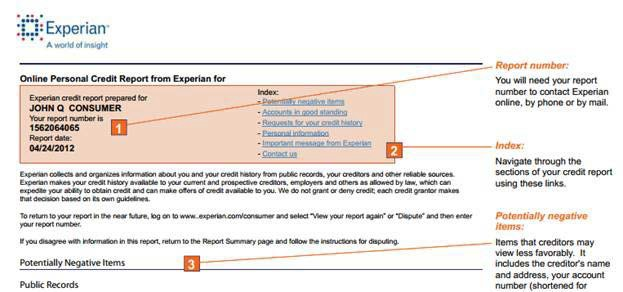 Experian
A world of insight
Online Personal Credit Report from Experian for
Experian credit report prepared for
JOHN Q CONSUMER
Your report number is
1562064065
Report date:
04/24/2012
1
Index:
- Potentially negative items
- Accounts in good standing
- Requests for your credit history
- Personal information
- Important message from Experian
- Contact us
2
Experian collects and organizes information about you and your credit history from public records, your creditors and other reliable sources.
Experian makes your credit history available to your current and prospective creditors, employers and others as allowed by law, which can
expedite your ability to obtain credit and can make offers of credit available to you. We do not grant or deny credit; each credit grantor makes
that decision based on its own guidelines.
To return to your report in the near future, log on to www..experian.com/consumer and select "View your report again" or "Dispute" and then enter
your report number.
If you disagree with information in this report, return to the Report Summary page and follow the instructions for disputing.
Potentially Negative Items
3
Public Records
Report number:
You will need your report
number to contact Experian
online, by phone or by mail.
Index:
Navigate through the
sections of your credit report
using these links.
Potentially negative
items:
Items that creditors may
view less favorably. It
includes the creditor's name
and address, your account
number (shortened for